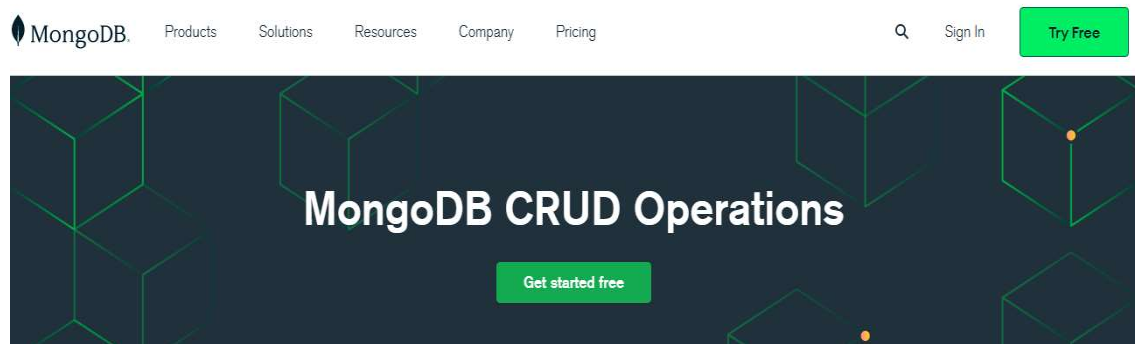 MongoDB. Products Solutions Resources Company Pricing Sign In Try Free
MongoDB CRUD Operations
Get started free